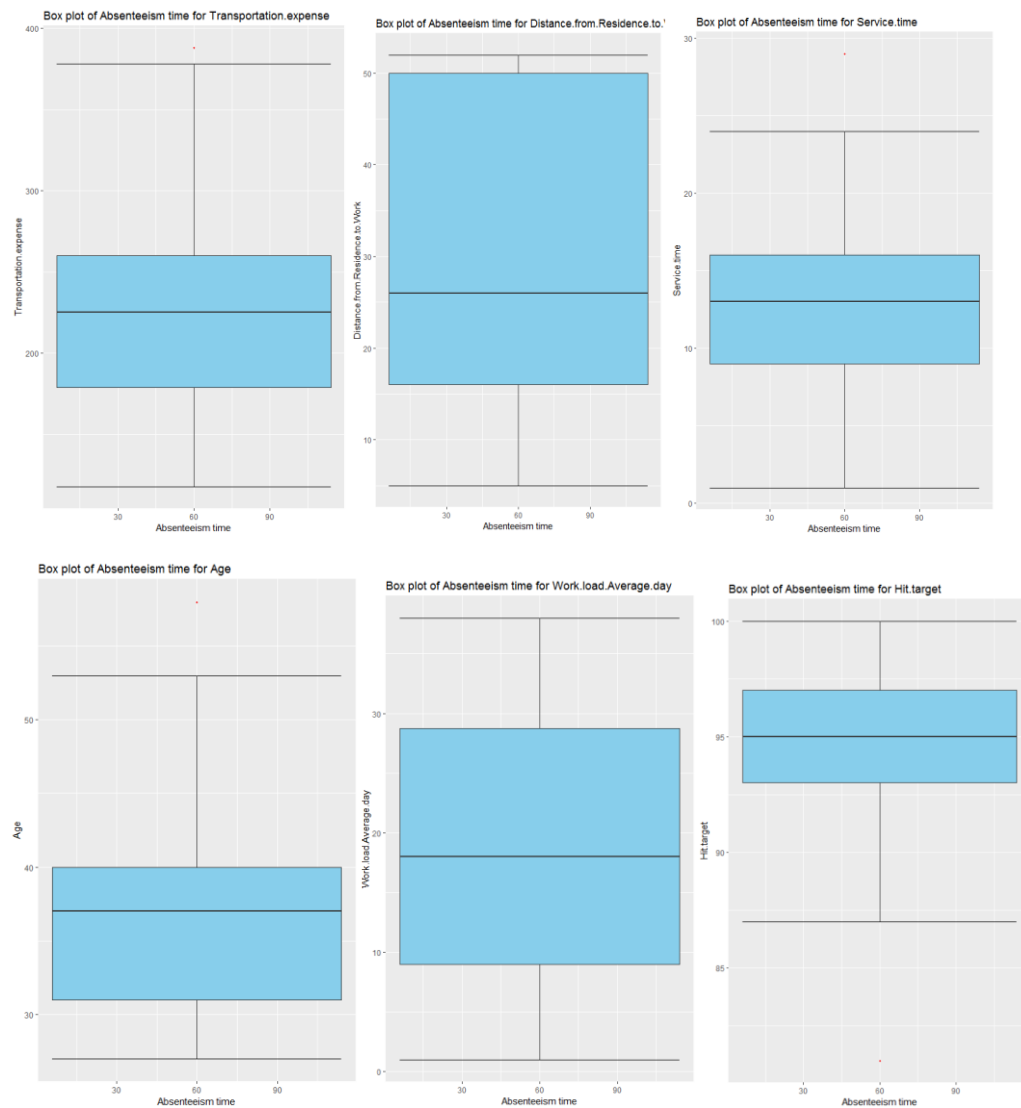 Box plot of Absenteeism time for Transportation.expense
400
300
200
Transportation.expense
30 60 90
Absenteeism time
Box plot of Absenteeism time for Distance.from.Residence.to.
50
40
30
20
10
Distance.from.Residence.to.Work
30 60 90
Absenteeism time
Box plot of Absenteeism time for Service.time
30
20
10
0
Service.time
30 60 90
Absenteeism time
Box plot of Absenteeism time for Age
50
40
30
Age
30 60 90
Absenteeism time
Box plot of Absenteeism time for Work.load.Average.day
30
20
10
0
Work.load.Average.day
30 60 90
Absenteeism time
Box plot of Absenteeism time for Hit.target
100
95
90
85
Hit.target
30 60 90
Absenteeism time